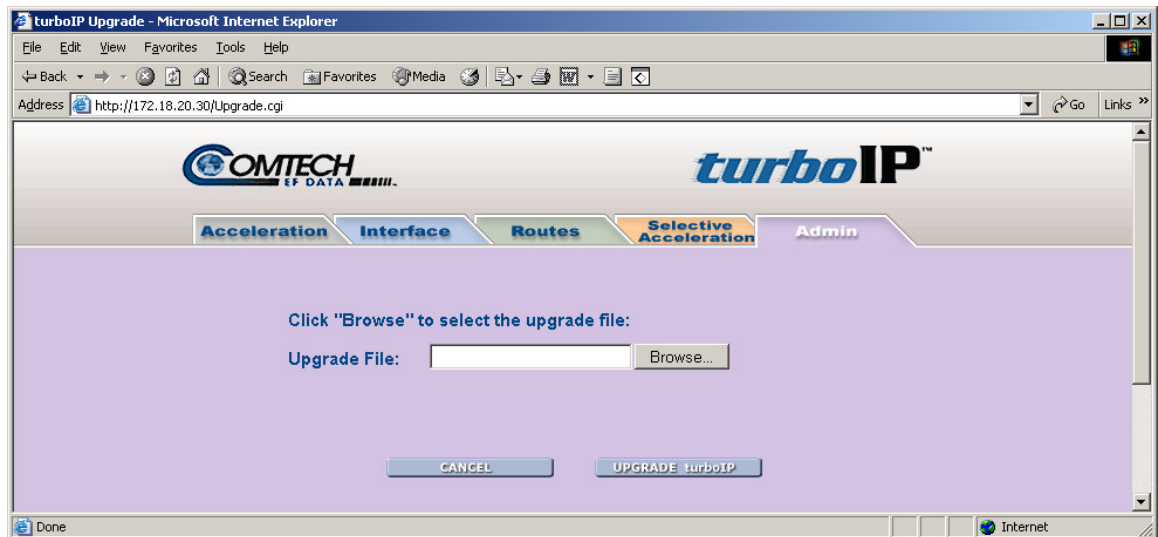 turboIP Upgrade - Microsoft Internet Explorer
File Edit View Favorites Tools Help
Back Search Favorites Media
Address http://172.18.20.30/Upgrade.cgi Go Links »
COMTECH
EF DATA
turboIP™
Acceleration Interface Routes Selective Acceleration Admin
Click "Browse" to select the upgrade file:
Upgrade File: Browse...
CANCEL UPGRADE turboIP
Done Internet